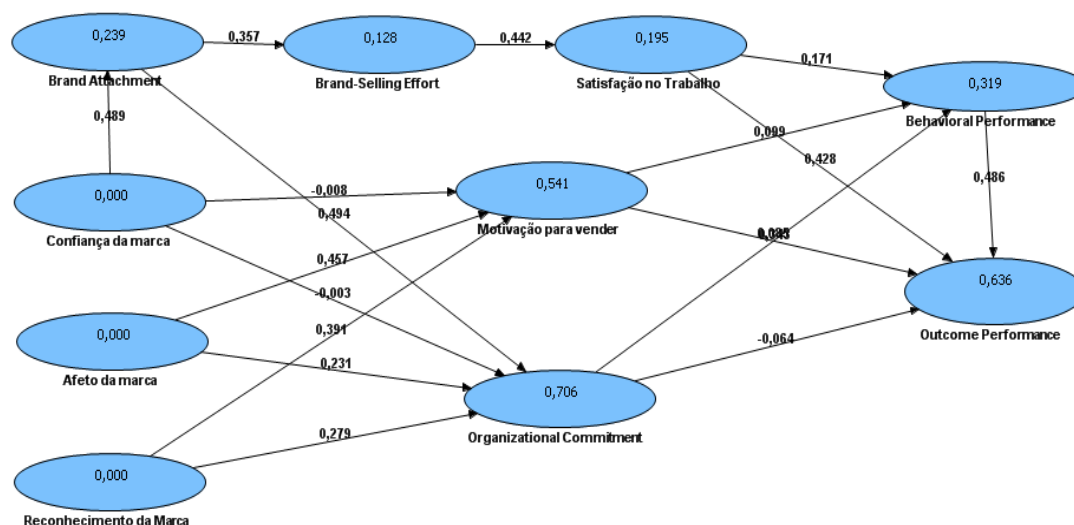 0,239
0,357
0,128
0,442
0,195
Brand Attachment
Brand-Selling Effort
Satisfação no Trabalho
0,171
0,319
Behavioral Performance
0,489
0,099
0,428
0,486
0,000
-0,008
0,541
Confiança da marca
0,494
Motivação para vender
0,457
-0,003
0,636
0,000
0,391
Outcome Performance
-0,064
Afeto da marca
0,231
0,706
Organizational Commitment
0,279
0,000
Reconhecimento da Marca